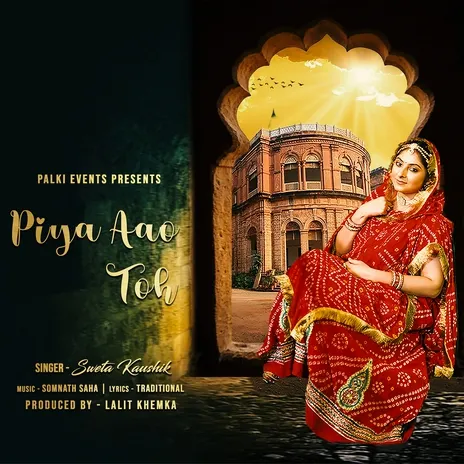 PALKI EVENTS PRESENTS
Piya Aao
Toh
SINGER - Sweta Kaushik
MUSIC - SOMNATH SAHA | LYRICS - TRADITIONAL
PRODUCED BY - LALIT KHEMKA